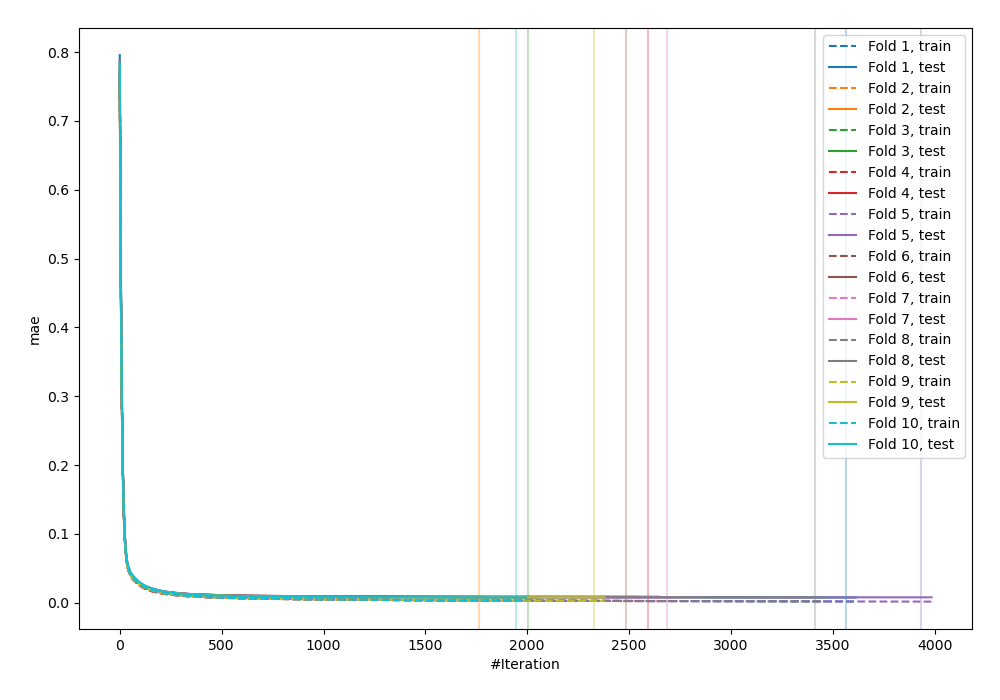 0.8
0.7
0.6
0.5
0.4
0.3
0.2
0.1
0.0
mae
0 500 1000 1500 2000 2500 3000 3500 4000
#Iteration
Fold 1, train
Fold 1, test
Fold 2, train
Fold 2, test
Fold 3, train
Fold 3, test
Fold 4, train
Fold 4, test
Fold 5, train
Fold 5, test
Fold 6, train
Fold 6, test
Fold 7, train
Fold 7, test
Fold 8, train
Fold 8, test
Fold 9, train
Fold 9, test
Fold 10, train
Fold 10, test